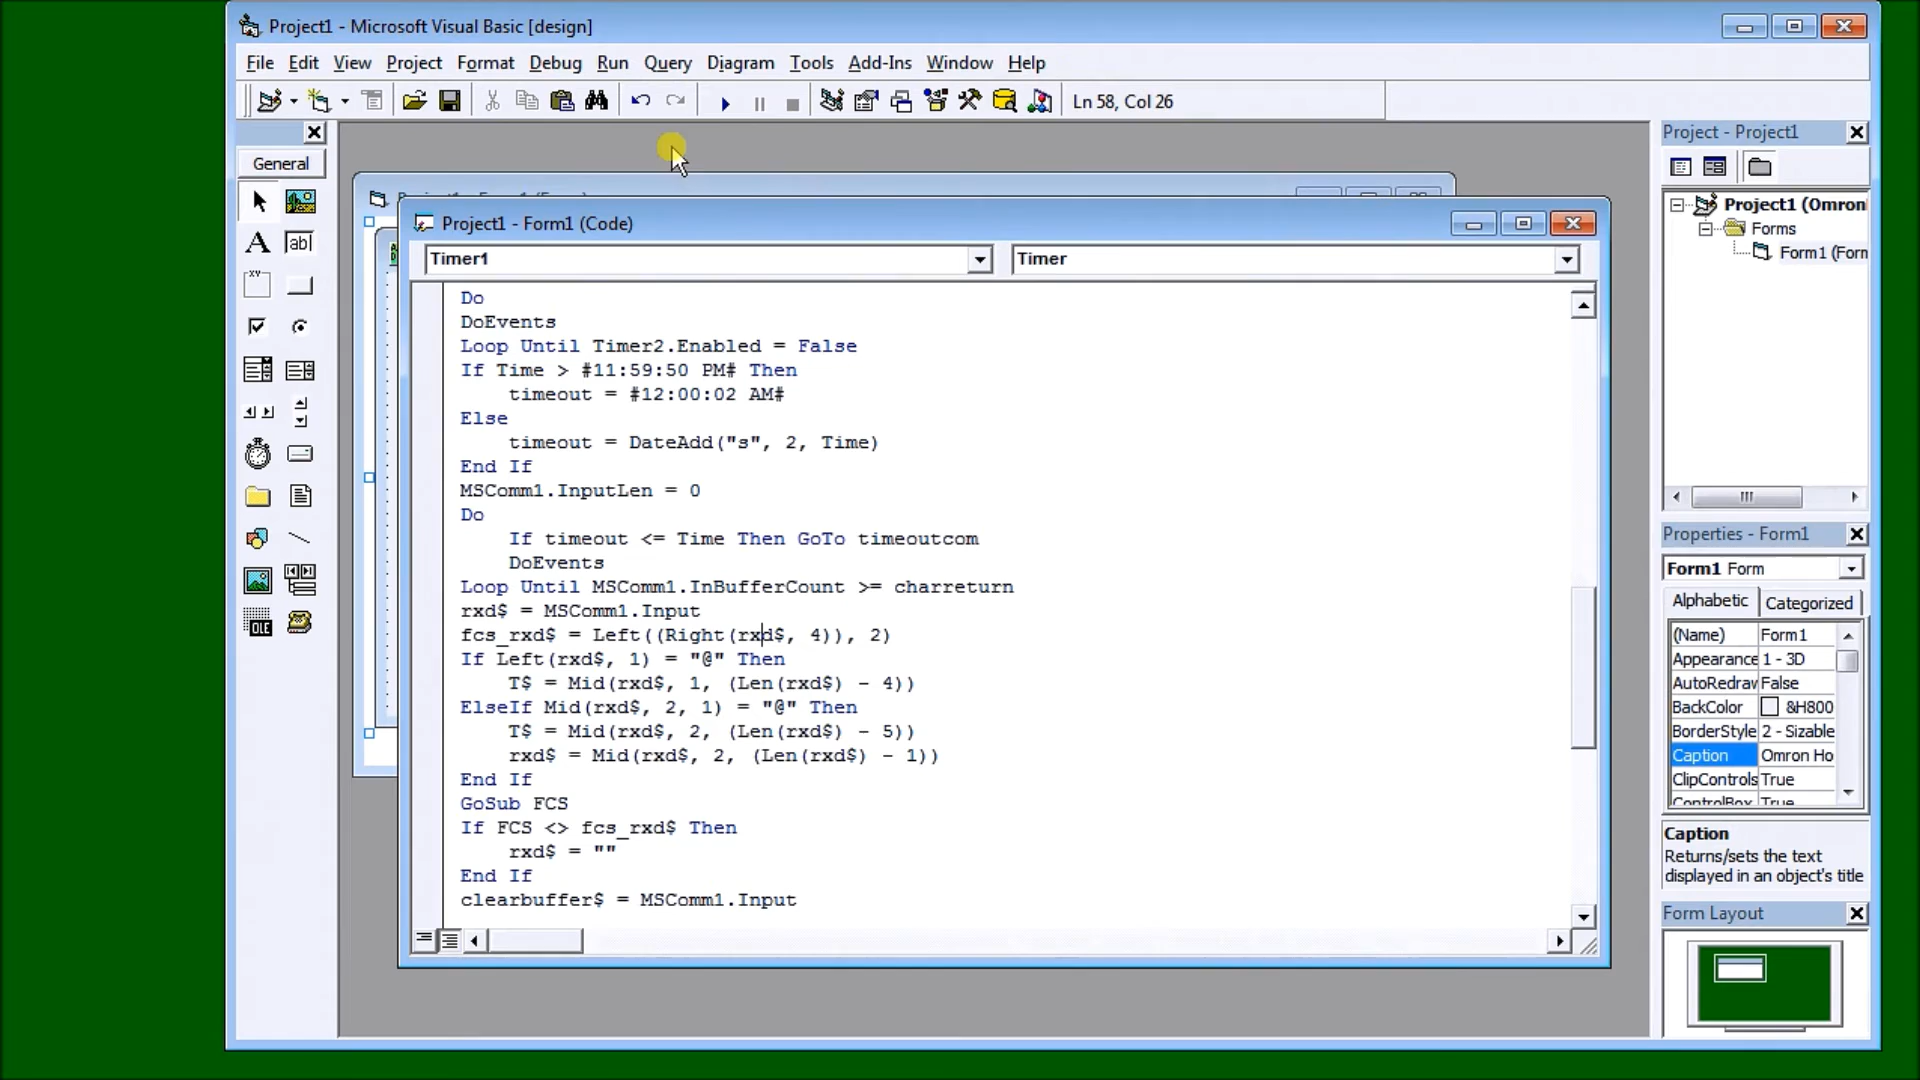 Project1 - Microsoft Visual Basic [design]
File Edit View Project Format Debug Run Query Diagram Tools Add-Ins Window Help
Ln 58, Col 26
General
A
ab|
xy
OLE
Project1 - Form1 (Code)
Timer1
Timer
Do
DoEvents
Loop Until Timer2.Enabled = False
If Time > #11:59:50 PM# Then
timeout = #12:00:02 AM#
Else
timeout = DateAdd("s", 2, Time)
End If
MSComm1.InputLen = 0
Do
If timeout <= Time Then GoTo timeoutcom
DoEvents
Loop Until MSComm1.InBufferCount >= charreturn
rxd$ = MSComm1.Input
fcs_rxd$ = Left((Right(rxd$, 4)), 2)
If Left(rxd$, 1) = "@" Then
T$ = Mid(rxd$, 1, (Len(rxd$) - 4))
ElseIf Mid(rxd$, 2, 1) = "@" Then
T$ = Mid(rxd$, 2, (Len(rxd$) - 5))
rxd$ = Mid(rxd$, 2, (Len(rxd$) - 1))
End If
GoSub FCS
If FCS <> fcs_rxd$ Then
rxd$ = ""
End If
clearbuffer$ = MSComm1.Input
Project - Project1
Project1 (Omron
Forms
Form1 (Forn
Properties - Form1
Form1 Form
Alphabetic Categorized
(Name) Form1
Appearance 1 - 3D
AutoRedraw False
BackColor &H800
BorderStyle 2 - Sizable
Caption Omron Ho
ClipControls True
ControlBox True
Caption
Returns/sets the text
displayed in an object's title
Form Layout